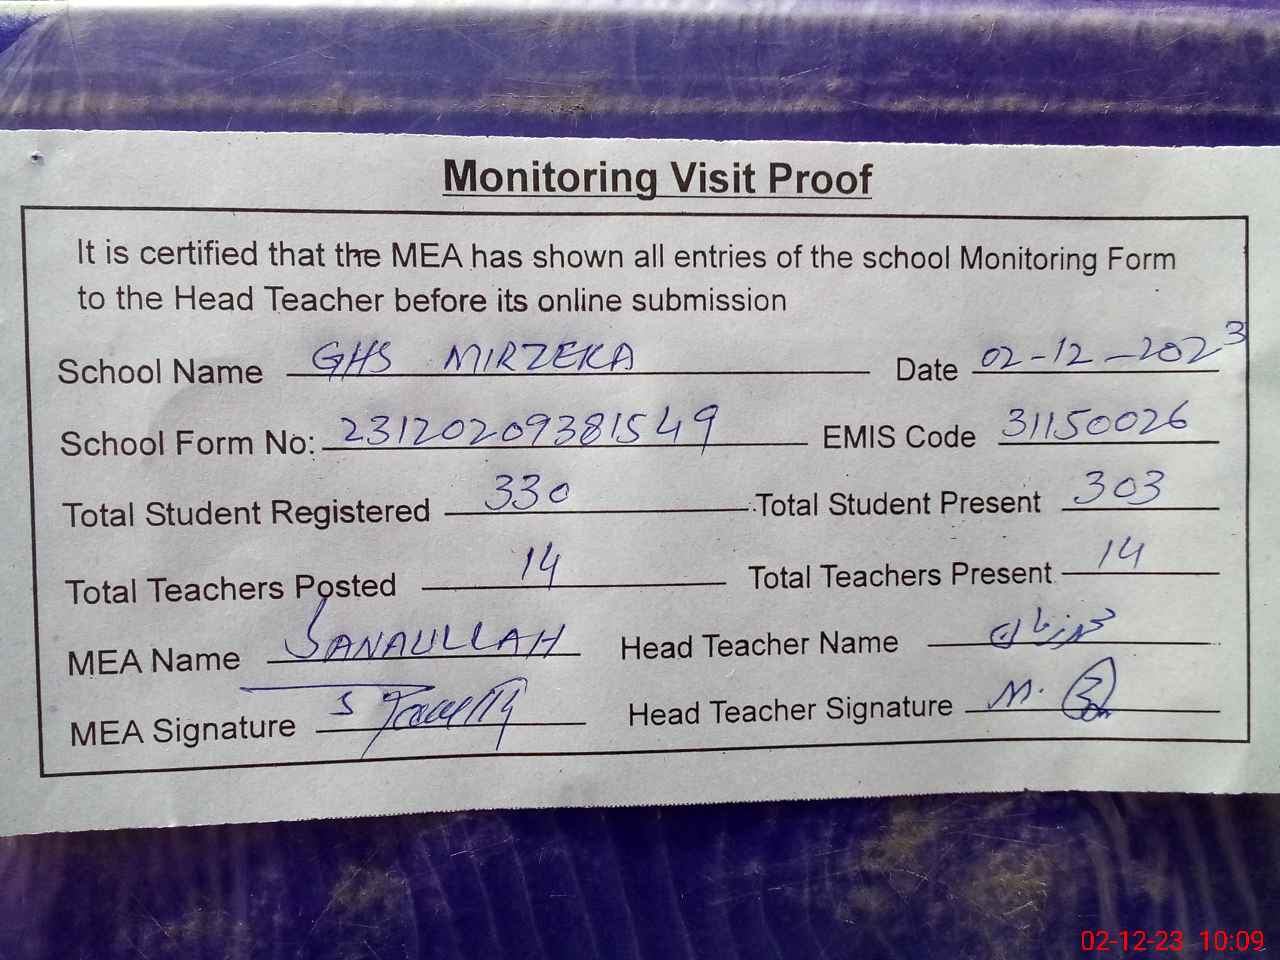 Monitoring Visit Proof
It is certified that the MEA has shown all entries of the school Monitoring Form
to the Head Teacher before its online submission
School Name GHS MIRZEKA Date 02-12-2023
School Form No: 23120209381549 EMIS Code 31150026
Total Student Registered 330 Total Student Present 303
Total Teachers Posted 14 Total Teachers Present 14
MEA Name SANAULLAH Head Teacher Name
MEA Signature Head Teacher Signature M.
02-12-23 10:09